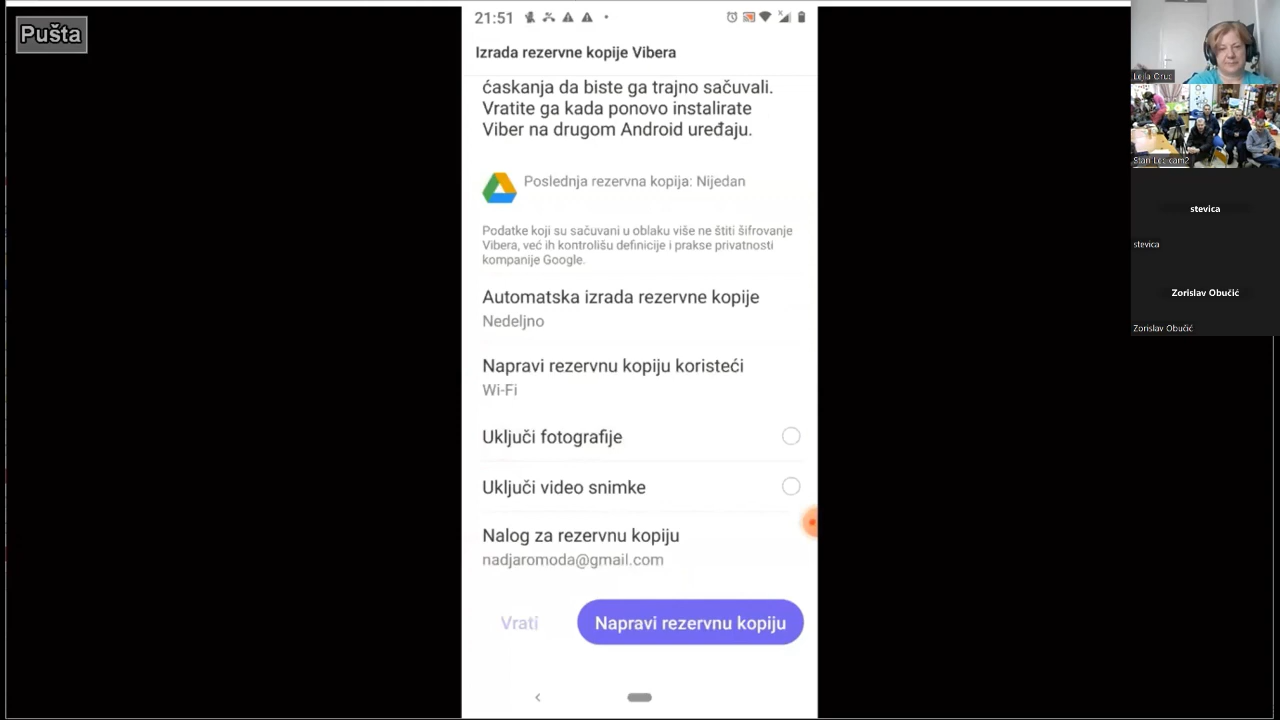 Pušta
21:51
Izrada rezervne kopije Vibera
ćaskanja da biste ga trajno sačuvali.
Vratite ga kada ponovo instalirate
Viber na drugom Android uređaju.
Poslednja rezervna kopija: Nijedan
Podatke koji su sačuvani u oblaku više ne štiti šifrovanje
Vibera, već ih kontrolišu definicije i prakse privatnosti
kompanije Google.
Automatska izrada rezervne kopije
Nedeljno
Napravi rezervnu kopiju koristeći
Wi-Fi
Uključi fotografije
Uključi video snimke
Nalog za rezervnu kopiju
nadjaromoda@gmail.com
Vrati
Napravi rezervnu kopiju
Lejla
stevica
stevica
Zorislav Obučić
Zorislav Obučić